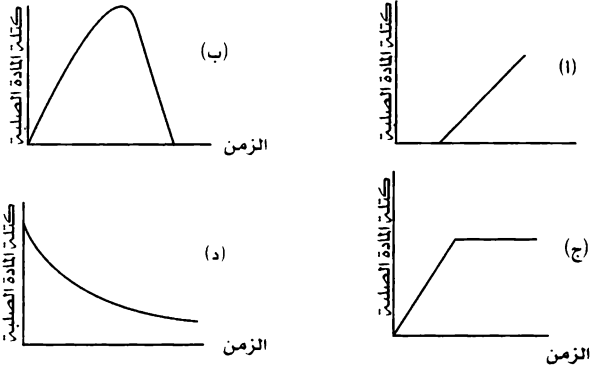 (ا)
كتلة المادة الصلبة
(ب)
كتلة المادة الصلبة
الزمن
(ج)
كتلة المادة الصلبة
الزمن
(د)
كتلة المادة الصلبة
الزمن